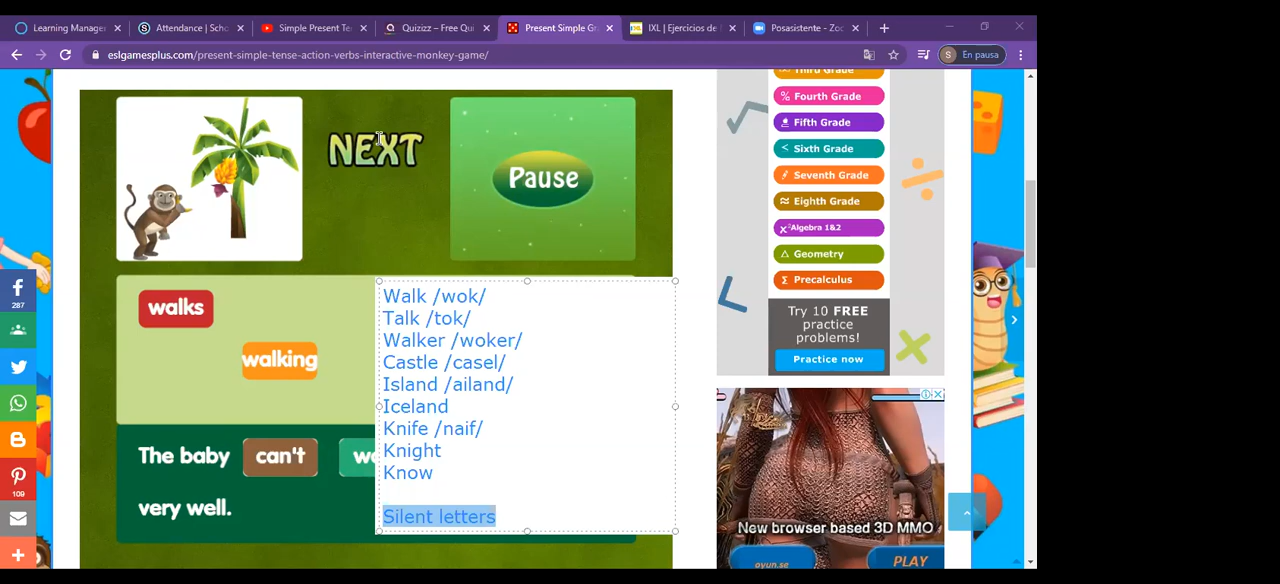 Learning Manager
Attendance | Scho
Simple Present Te
Quizizz – Free Qui
Present Simple G
IXL | Ejercicios de
Posasistente - Zoo
eslgamesplus.com/present-simple-tense-action-verbs-interactive-monkey-game/
S
En pausa
NEXT
Pause
walks
walking
The baby can't
very well.
Walk /wok/
Talk /tok/
Walker /woker/
Castle /casel/
Island /ailand/
Iceland
Knife /naif/
Knight
Know
Silent letters
287
109
Third Grade
Fourth Grade
Fifth Grade
Sixth Grade
Seventh Grade
Eighth Grade
Algebra 1&2
Geometry
Precalculus
Try 10 FREE
practice
problems!
Practice now
New browser based 3D MMO
oyun.se
PLAY